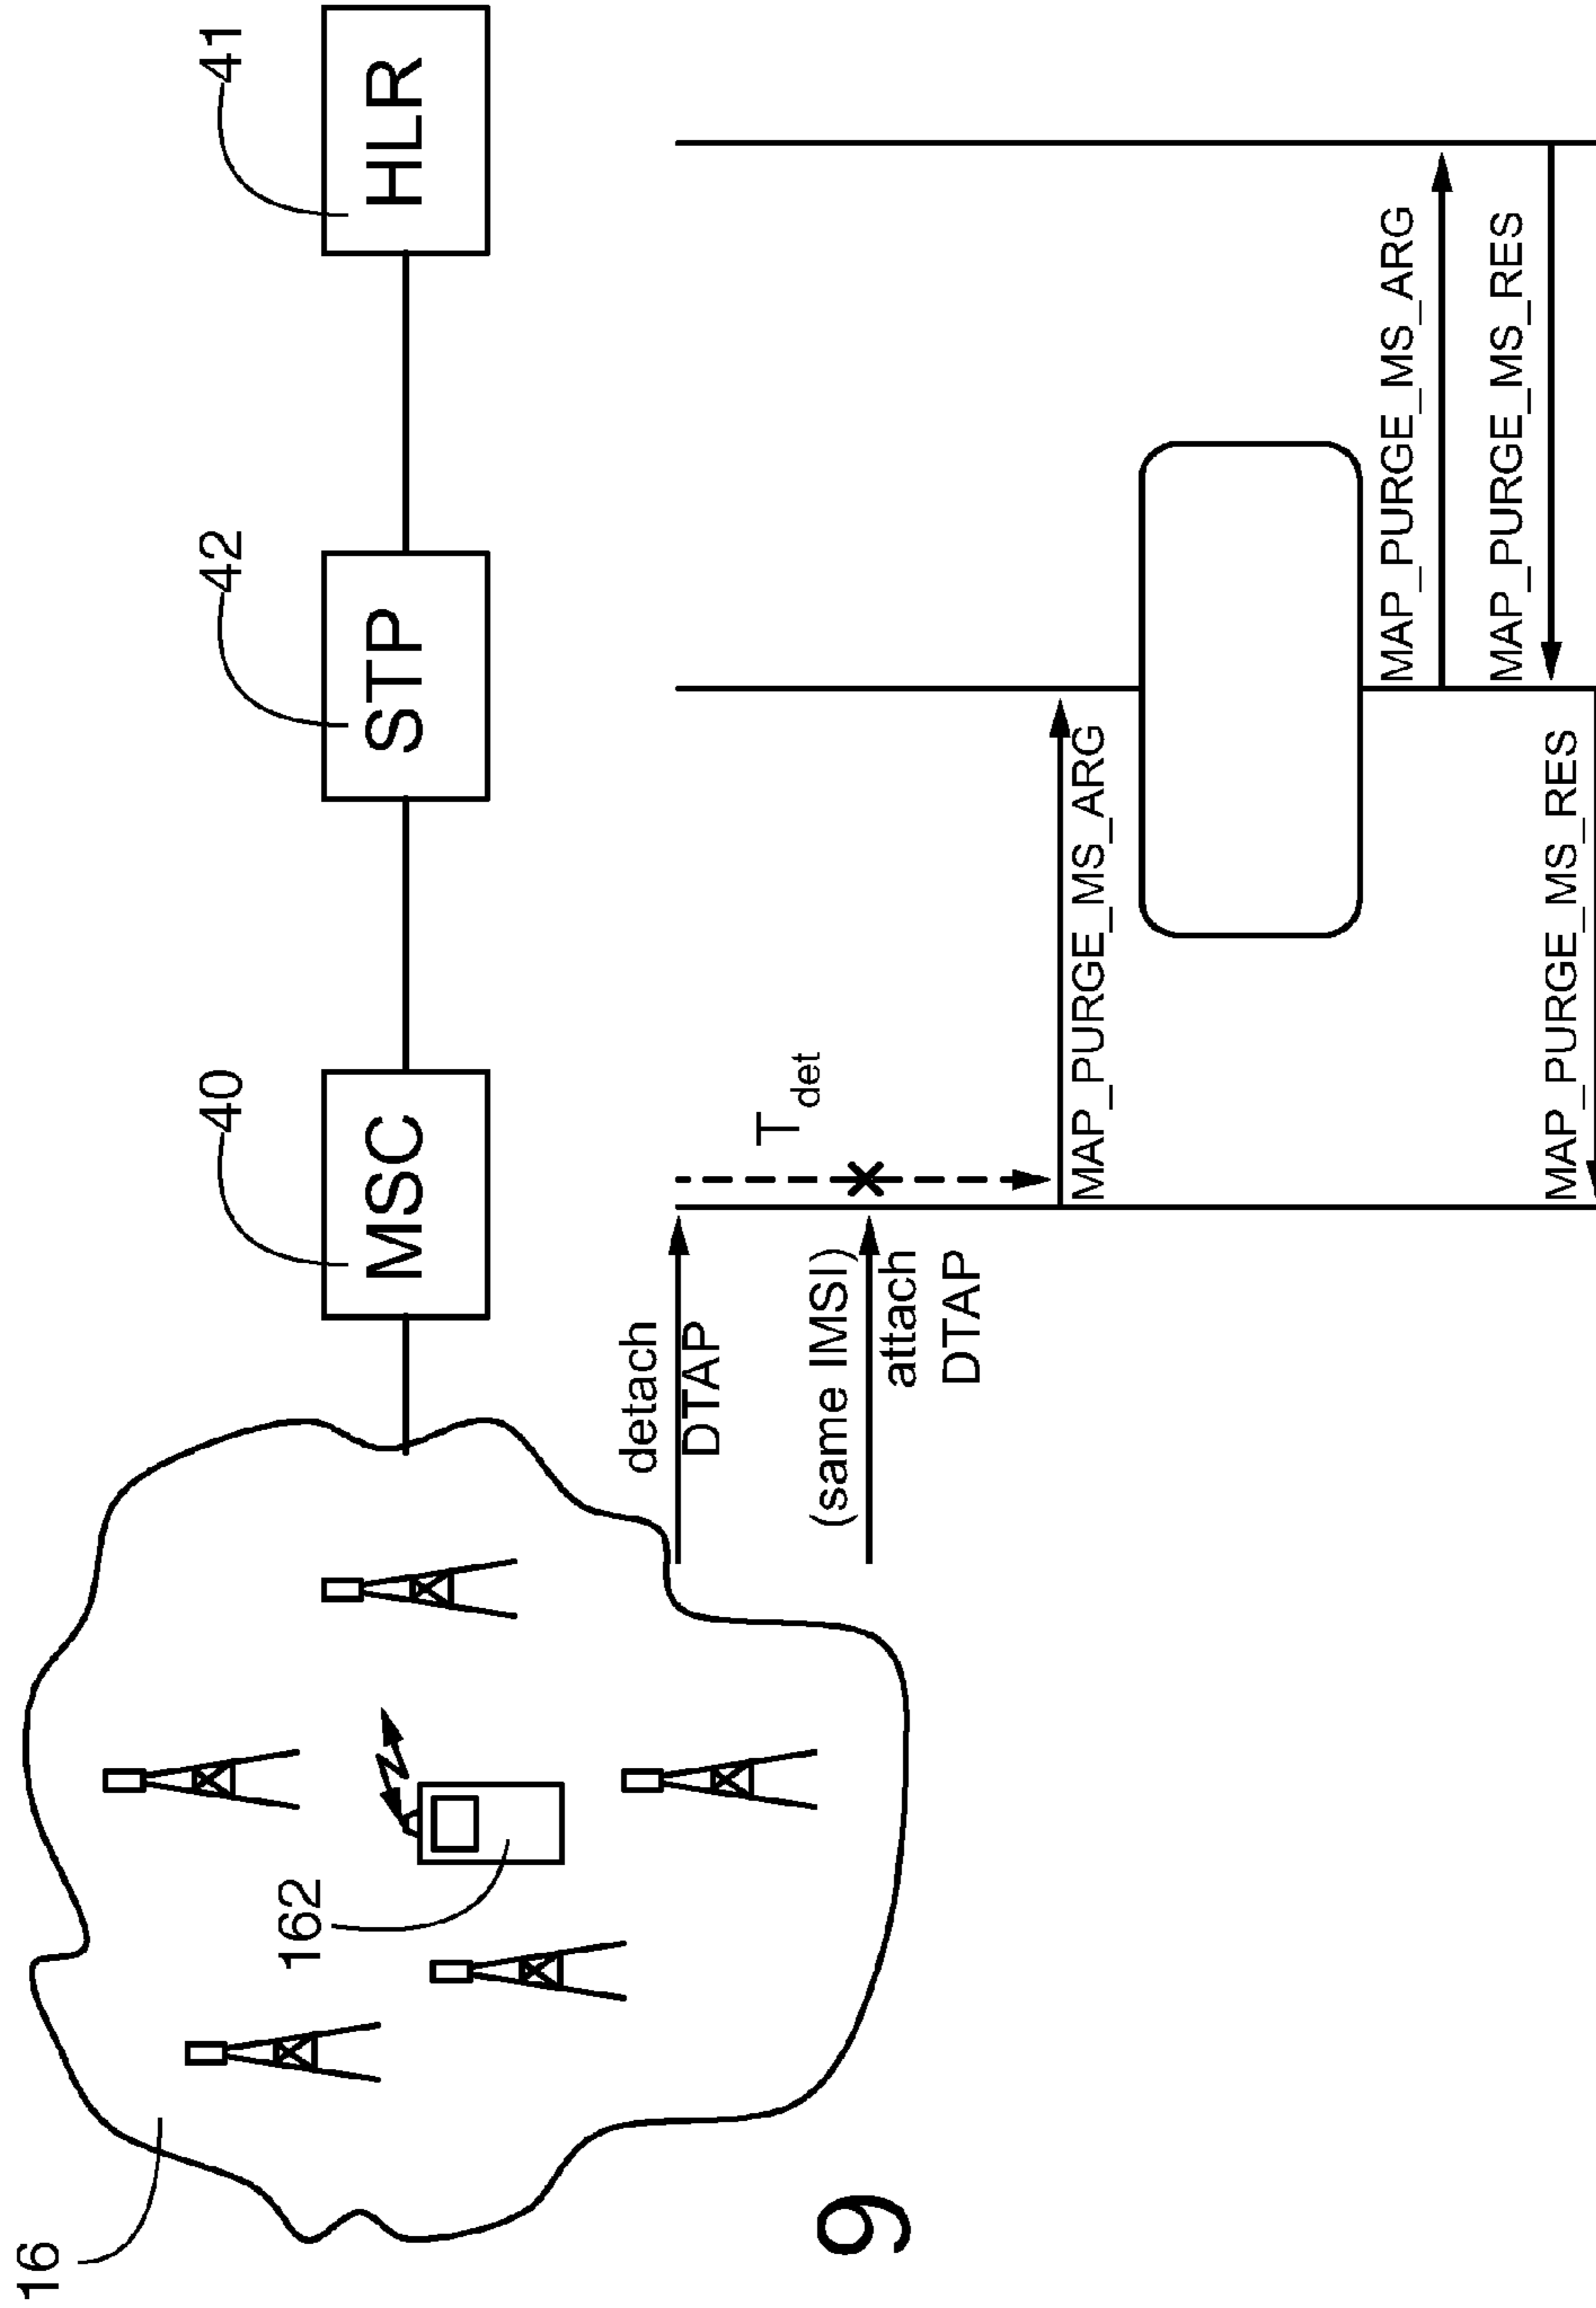 16
162
40
42
41
MSC
STP
HLR
detach
DTAP
T det
(same IMSI)
attach
DTAP
MAP_PURGE_MS_ARG
MAP_PURGE_MS_ARG
MAP_PURGE_MS_RES
MAP_PURGE_MS_RES
9